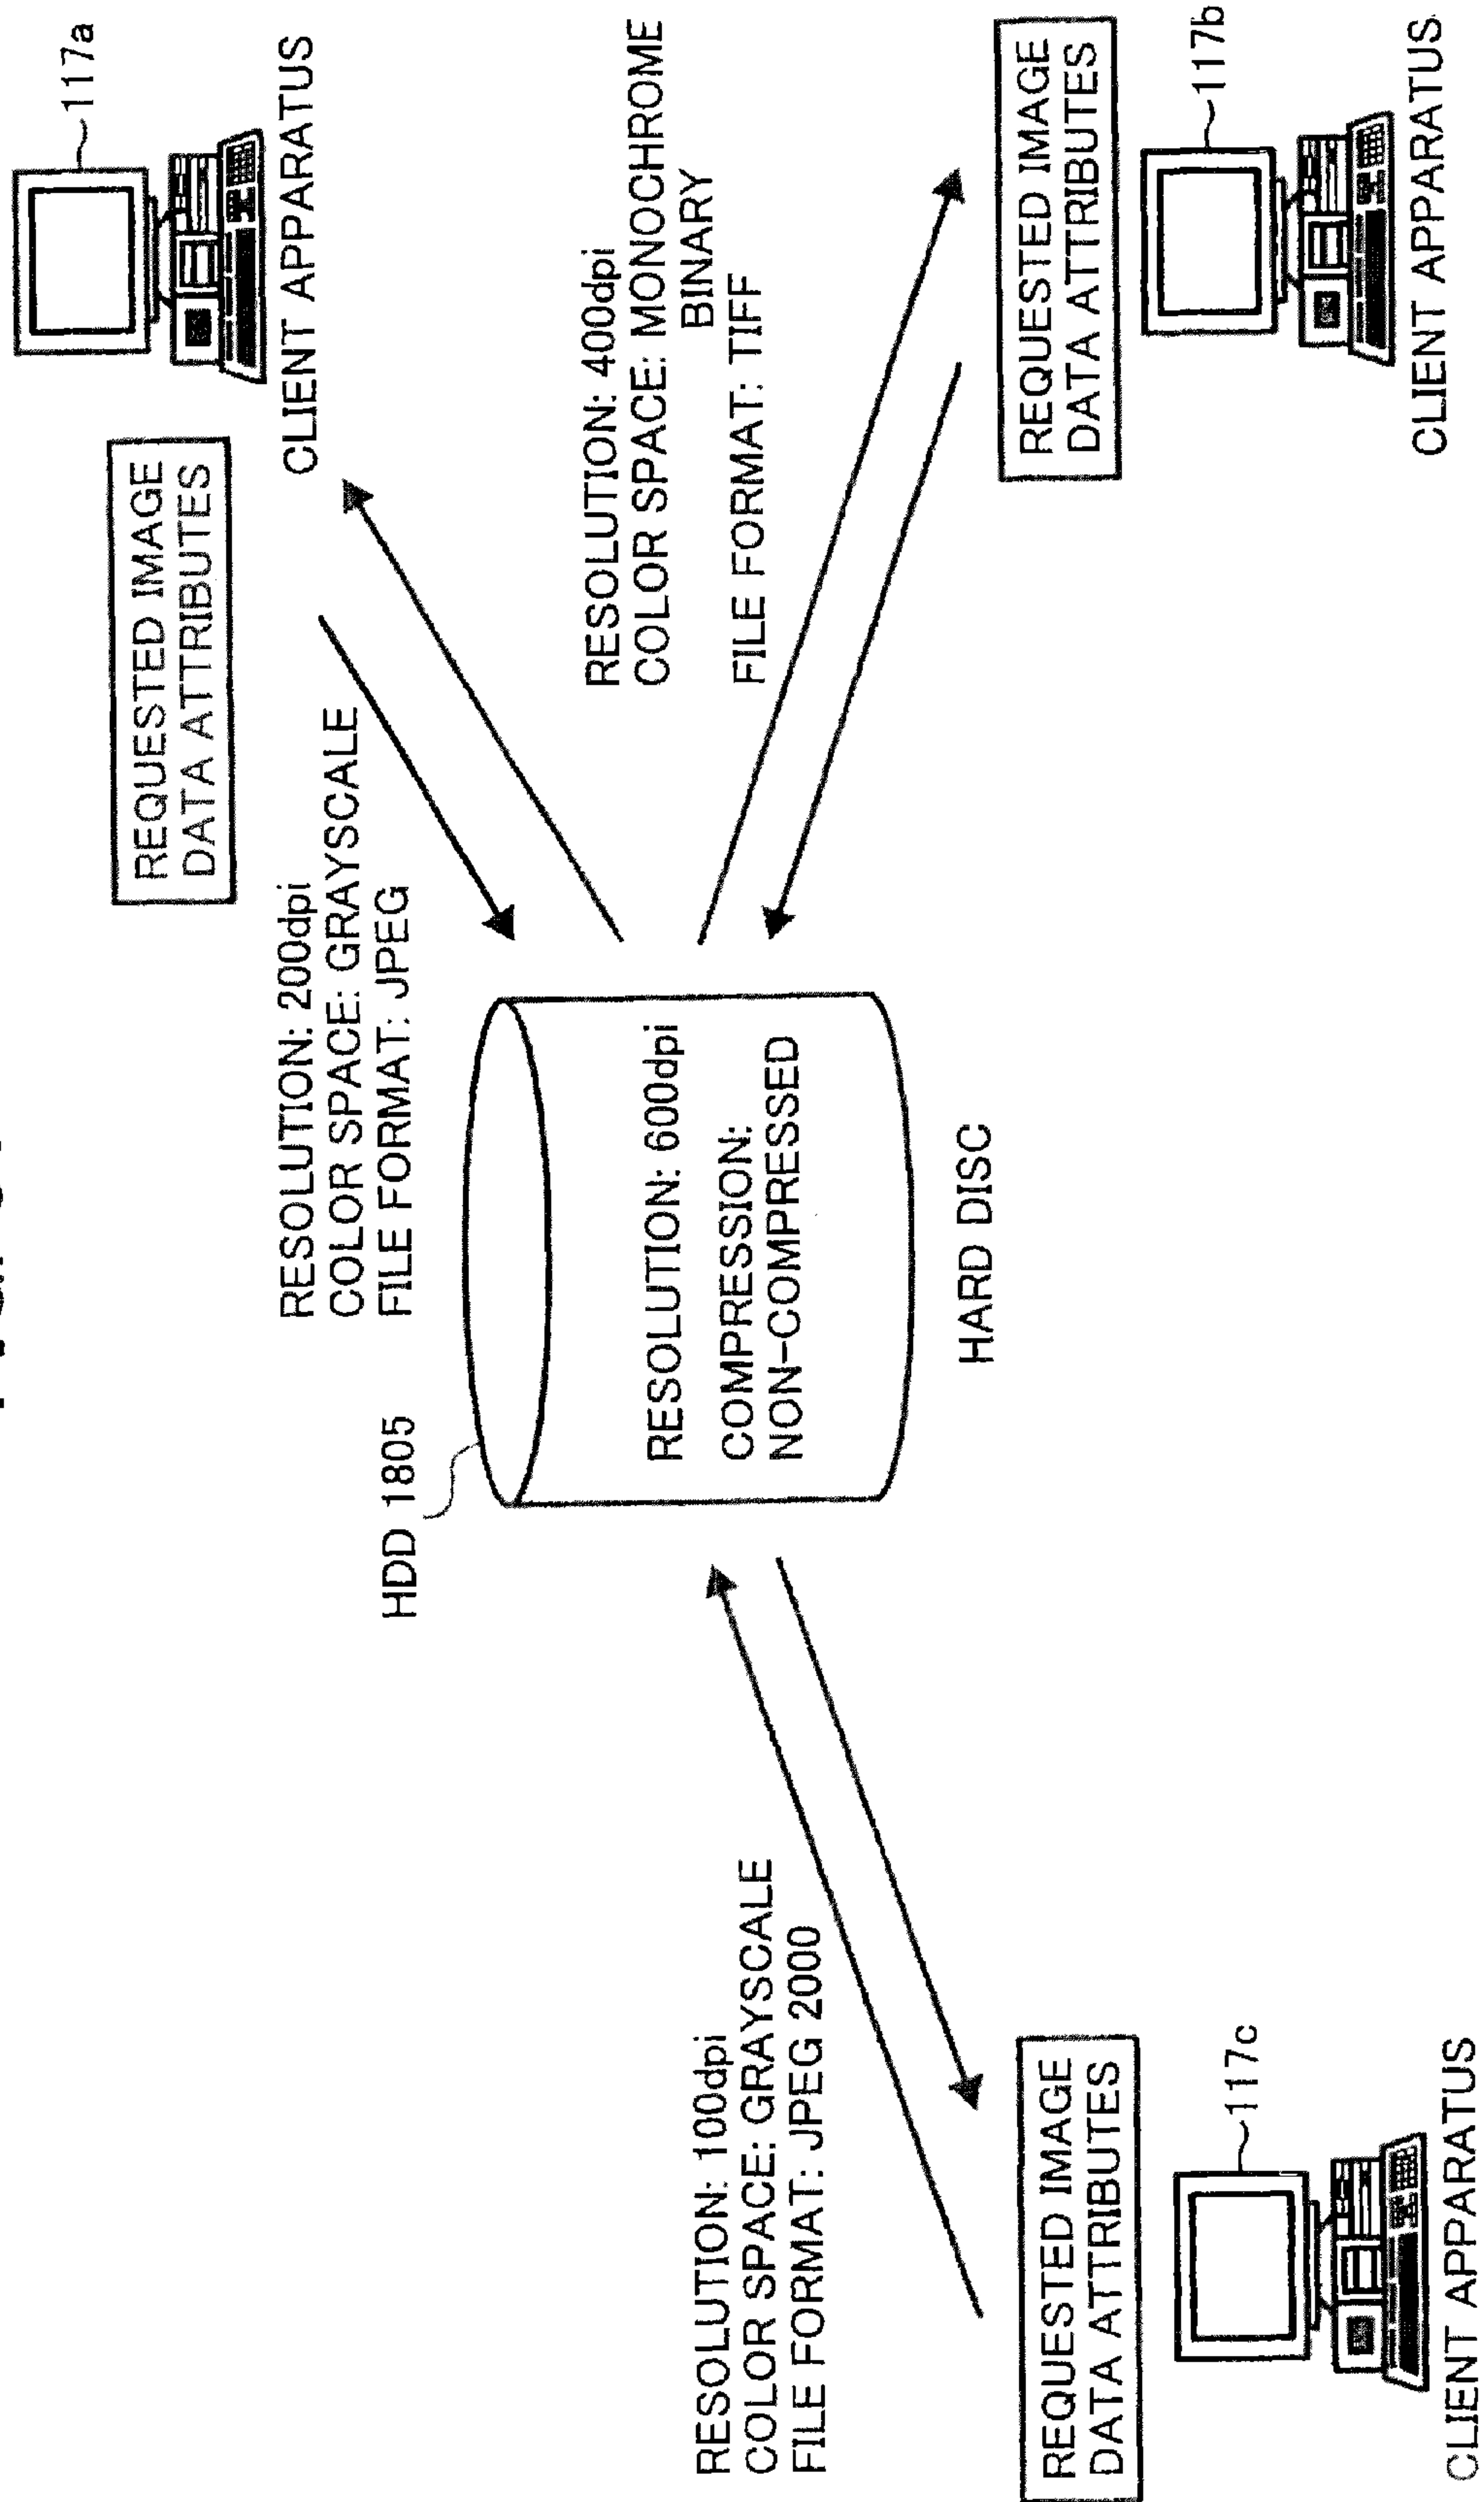 117a
CLIENT APPARATUS
REQUESTED IMAGE
DATA ATTRIBUTES
RESOLUTION: 200dpi
COLOR SPACE: GRAYSCALE
FILE FORMAT: JPEG
HDD 1805
RESOLUTION: 600dpi
COMPRESSION:
NON-COMPRESSED
HARD DISC
RESOLUTION: 400dpi
COLOR SPACE: MONOCHROME
BINARY
FILE FORMAT: TIFF
REQUESTED IMAGE
DATA ATTRIBUTES
117b
CLIENT APPARATUS
RESOLUTION: 100dpi
COLOR SPACE: GRAYSCALE
FILE FORMAT: JPEG 2000
REQUESTED IMAGE
DATA ATTRIBUTES
117c
CLIENT APPARATUS